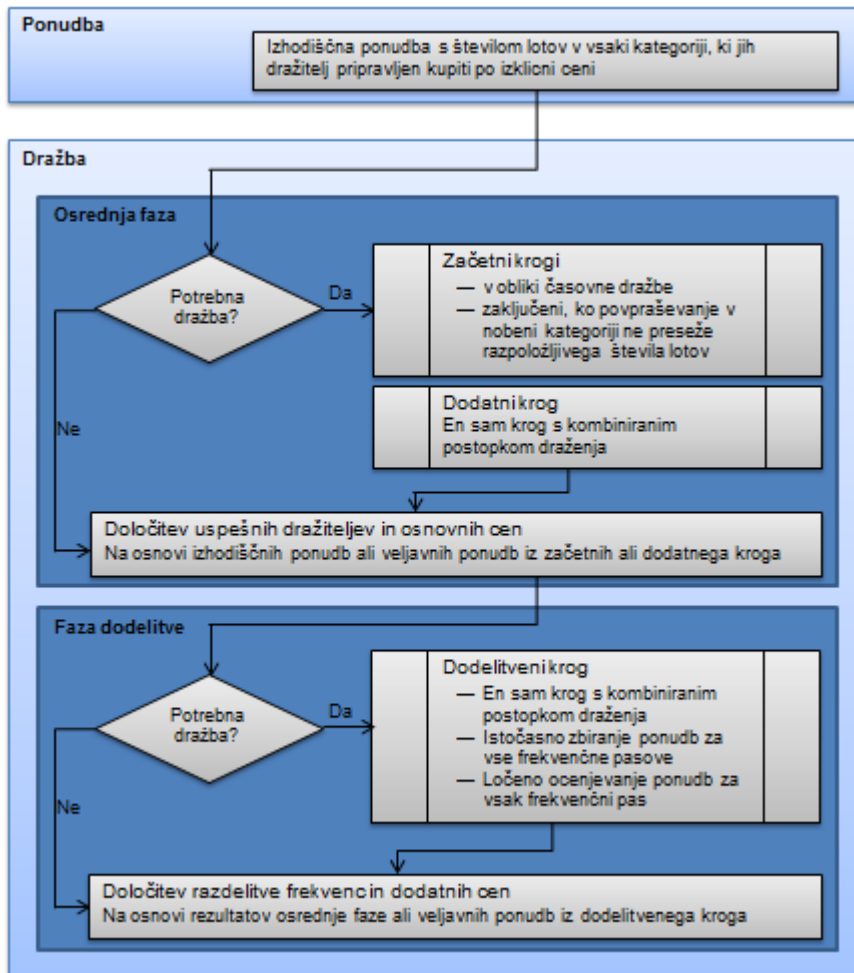 Ponudba
Izhodiščna ponudba s številom lotov v vsaki kategoriji, ki jih
dražitelj pripravljen kupiti po izklicni ceni
Dražba
Osrednja faza
Potrebna
dražba?
Da
Ne
Začetni krogi
— v obliki časovne dražbe
— zaključeni, ko povpraševanje v
nobeni kategoriji ne preseže
razpoložljivega števila lotov
Dodatni krog
En sam krog s kombiniranim
postopkom draženja
Določitev uspešnih dražiteljev in osnovnih cen
Na osnovi izhodiščnih ponudb ali veljavnih ponudb iz začetnih ali dodatnega kroga
Faza dodelitve
Potrebna
dražba?
Da
Ne
Dodelitveni krog
— En sam krog s kombiniranim
postopkom draženja
— Istočasno zbiranje ponudb za
vse frekvenčne pasove
— Ločeno ocenjevanje ponudb za
vsak frekvenčni pas
Določitev razdelitve frekvenc in dodatnih cen
Na osnovi rezultatov osrednje faze ali veljavnih ponudb iz dodelitvenega kroga